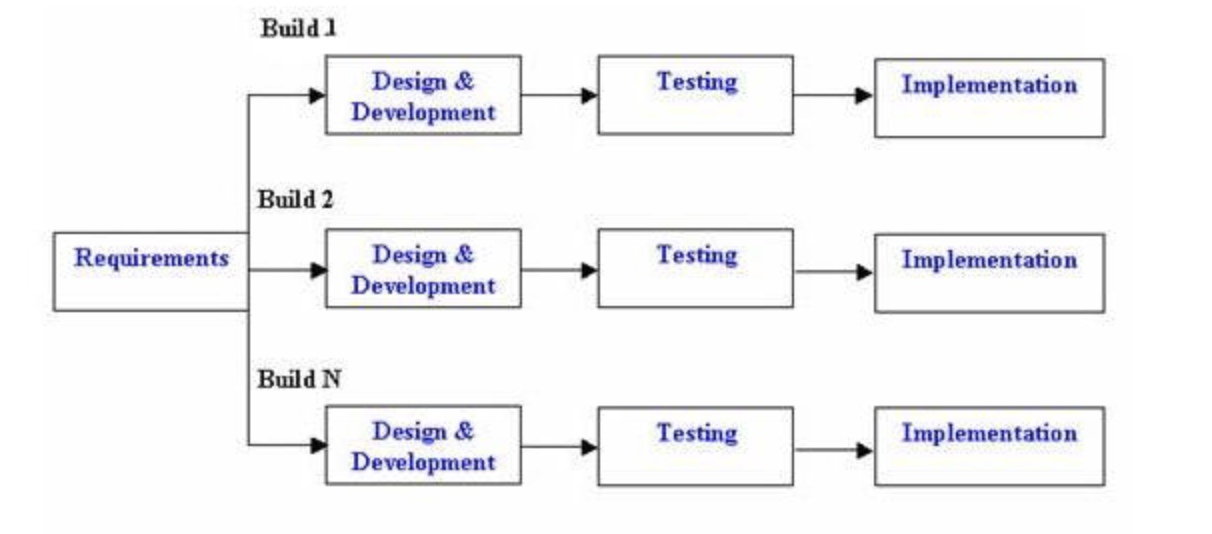 Build 1
Design &
Development
Testing
Implementation
Build 2
Requirements
Design &
Development
Testing
Implementation
Build N
Design &
Development
Testing
Implementation